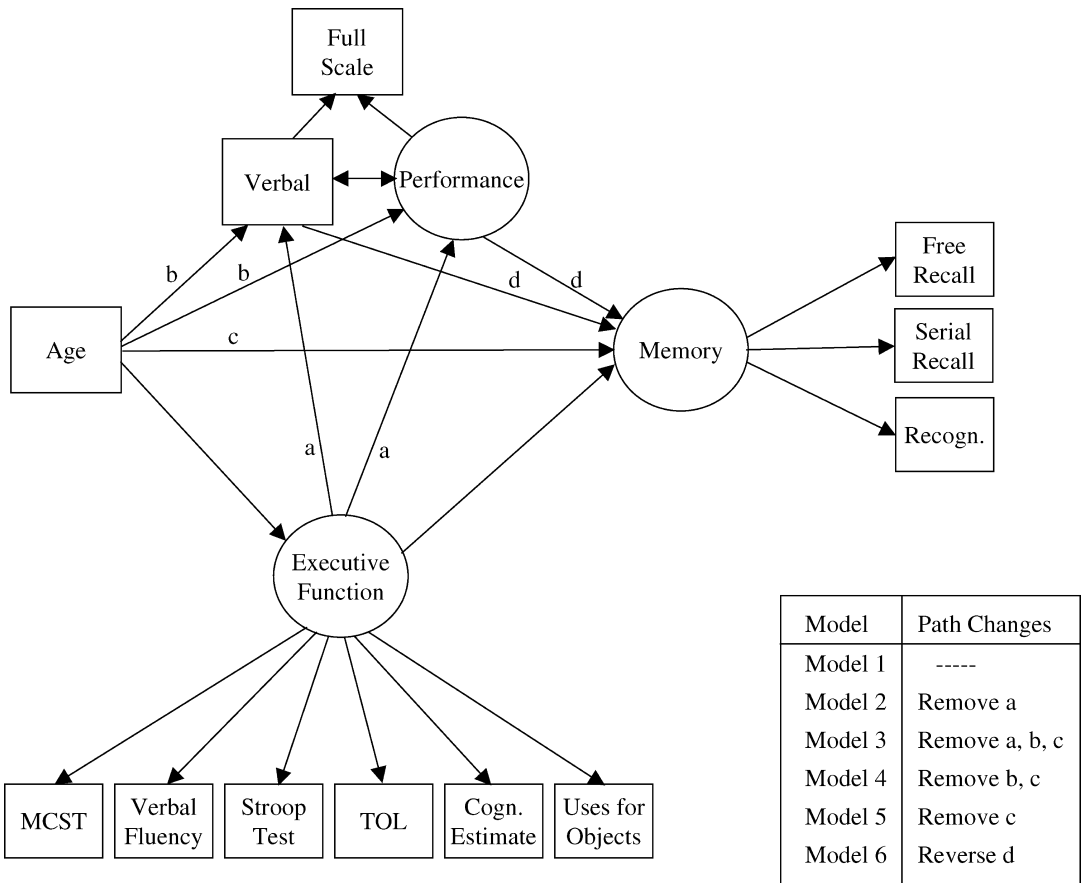 Full
Scale
Verbal
Performance
b
b
d
d
Free
Recall
Age
c
Memory
Serial
Recall
a
a
Recogn.
Executive
Function
MCST
Verbal
Fluency
Stroop
Test
TOL
Cogn.
Estimate
Uses for
Objects
Model Path Changes
Model 1 -----
Model 2 Remove a
Model 3 Remove a, b, c
Model 4 Remove b, c
Model 5 Remove c
Model 6 Reverse d